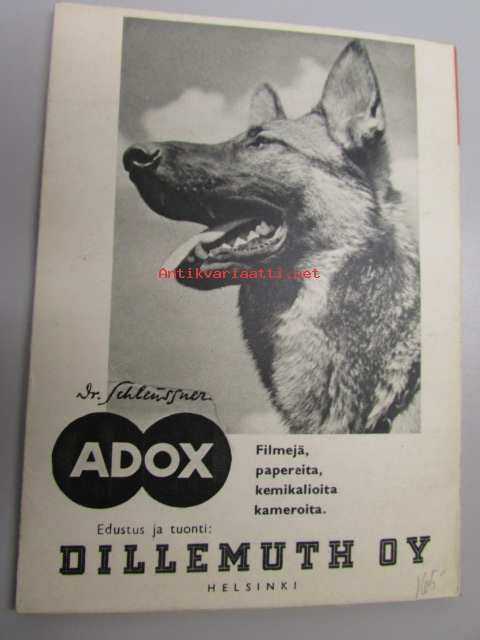 Antikvariaatti.net
Dr. Schleussner
ADOX
Filmejä,
papereita,
kemikalioita
kameroita.
Edustus ja tuonti:
DILLEMUTH OY
HELSINKI